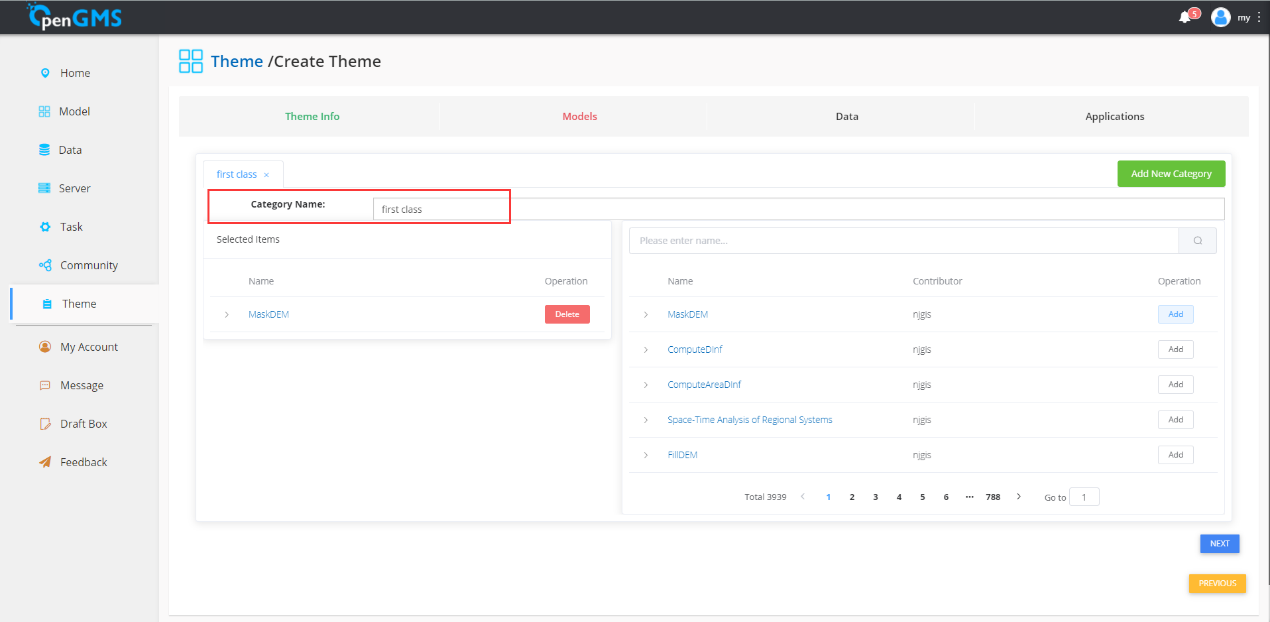 OpenGMS
5
my
Home
Model
Data
Server
Task
Community
Theme
My Account
Message
Draft Box
Feedback
Theme /Create Theme
Theme Info Models Data Applications
first class ×
Add New Category
Category Name: first class
Selected Items
Name Operation
MaskDEM Delete
Please enter name...
Name Contributor Operation
MaskDEM njgis Add
ComputeDInf njgis Add
ComputeAreaDInf njgis Add
Space-Time Analysis of Regional Systems njgis Add
FillDEM njgis Add
Total 3939 < 1 2 3 4 5 6 ••• 788 > Go to 1
NEXT
PREVIOUS